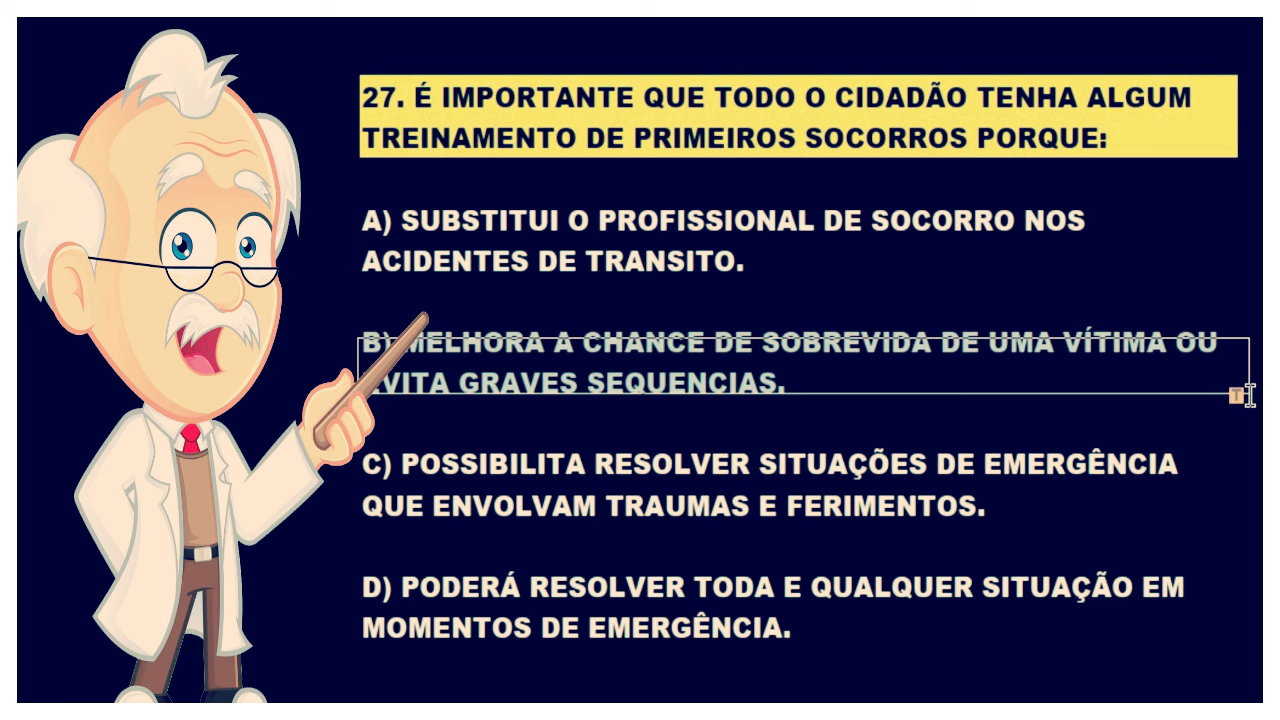 27. É IMPORTANTE QUE TODO O CIDADÃO TENHA ALGUM
TREINAMENTO DE PRIMEIROS SOCORROS PORQUE:
A) SUBSTITUI O PROFISSIONAL DE SOCORRO NOS
ACIDENTES DE TRANSITO.
B) MELHORA A CHANCE DE SOBREVIDA DE UMA VÍTIMA OU
EVITA GRAVES SEQUENCIAS.
T
C) POSSIBILITA RESOLVER SITUAÇÕES DE EMERGÊNCIA
QUE ENVOLVAM TRAUMAS E FERIMENTOS.
D) PODERÁ RESOLVER TODA E QUALQUER SITUAÇÃO EM
MOMENTOS DE EMERGÊNCIA.